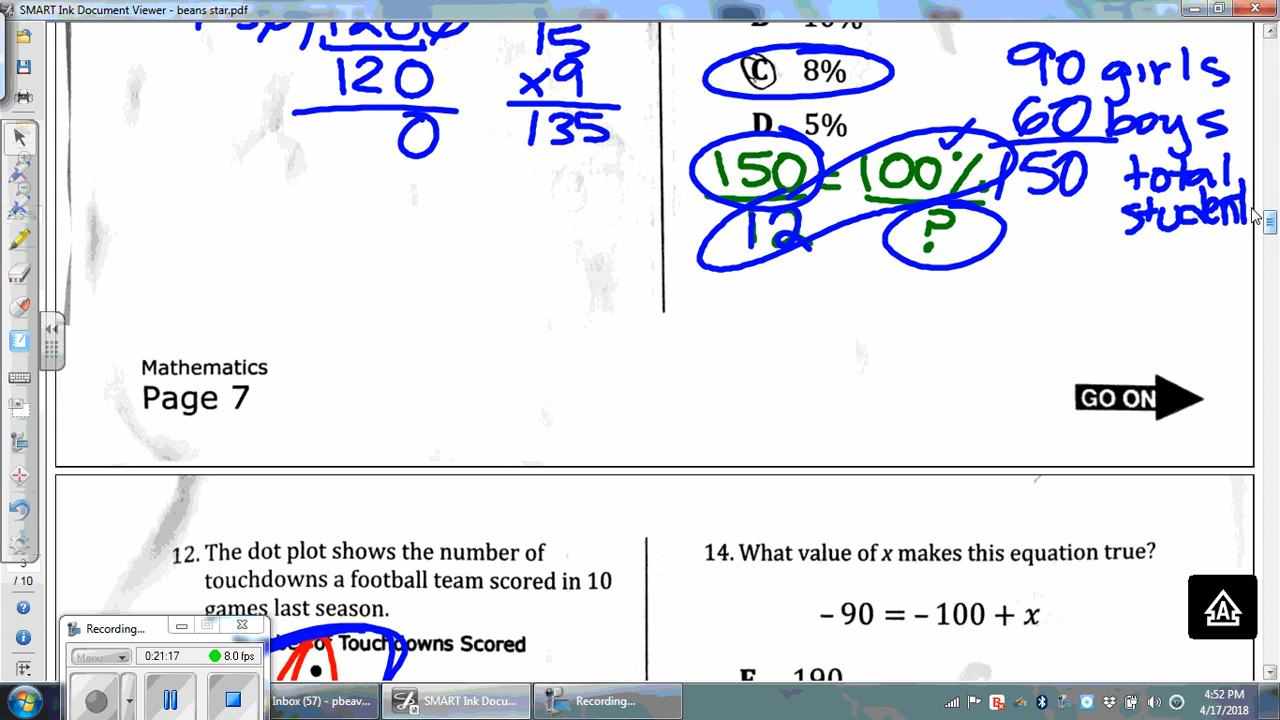 SMART Ink Document Viewer - beans star.pdf
120
0
15
x9
135
C 8%
D 5%
150 = 100%
12 ?
90 girls
60 boys
150 total
student
Mathematics
Page 7
GO ON
12. The dot plot shows the number of
touchdowns a football team scored in 10
games last season.
Touchdowns Scored
14. What value of x makes this equation true?
– 90 = – 100 + x
3
/ 10
Recording...
Menu
0:21:17
8.0 fps
Inbox (57) - pbeav...
SMART Ink Docu...
Recording...
4:52 PM
4/17/2018